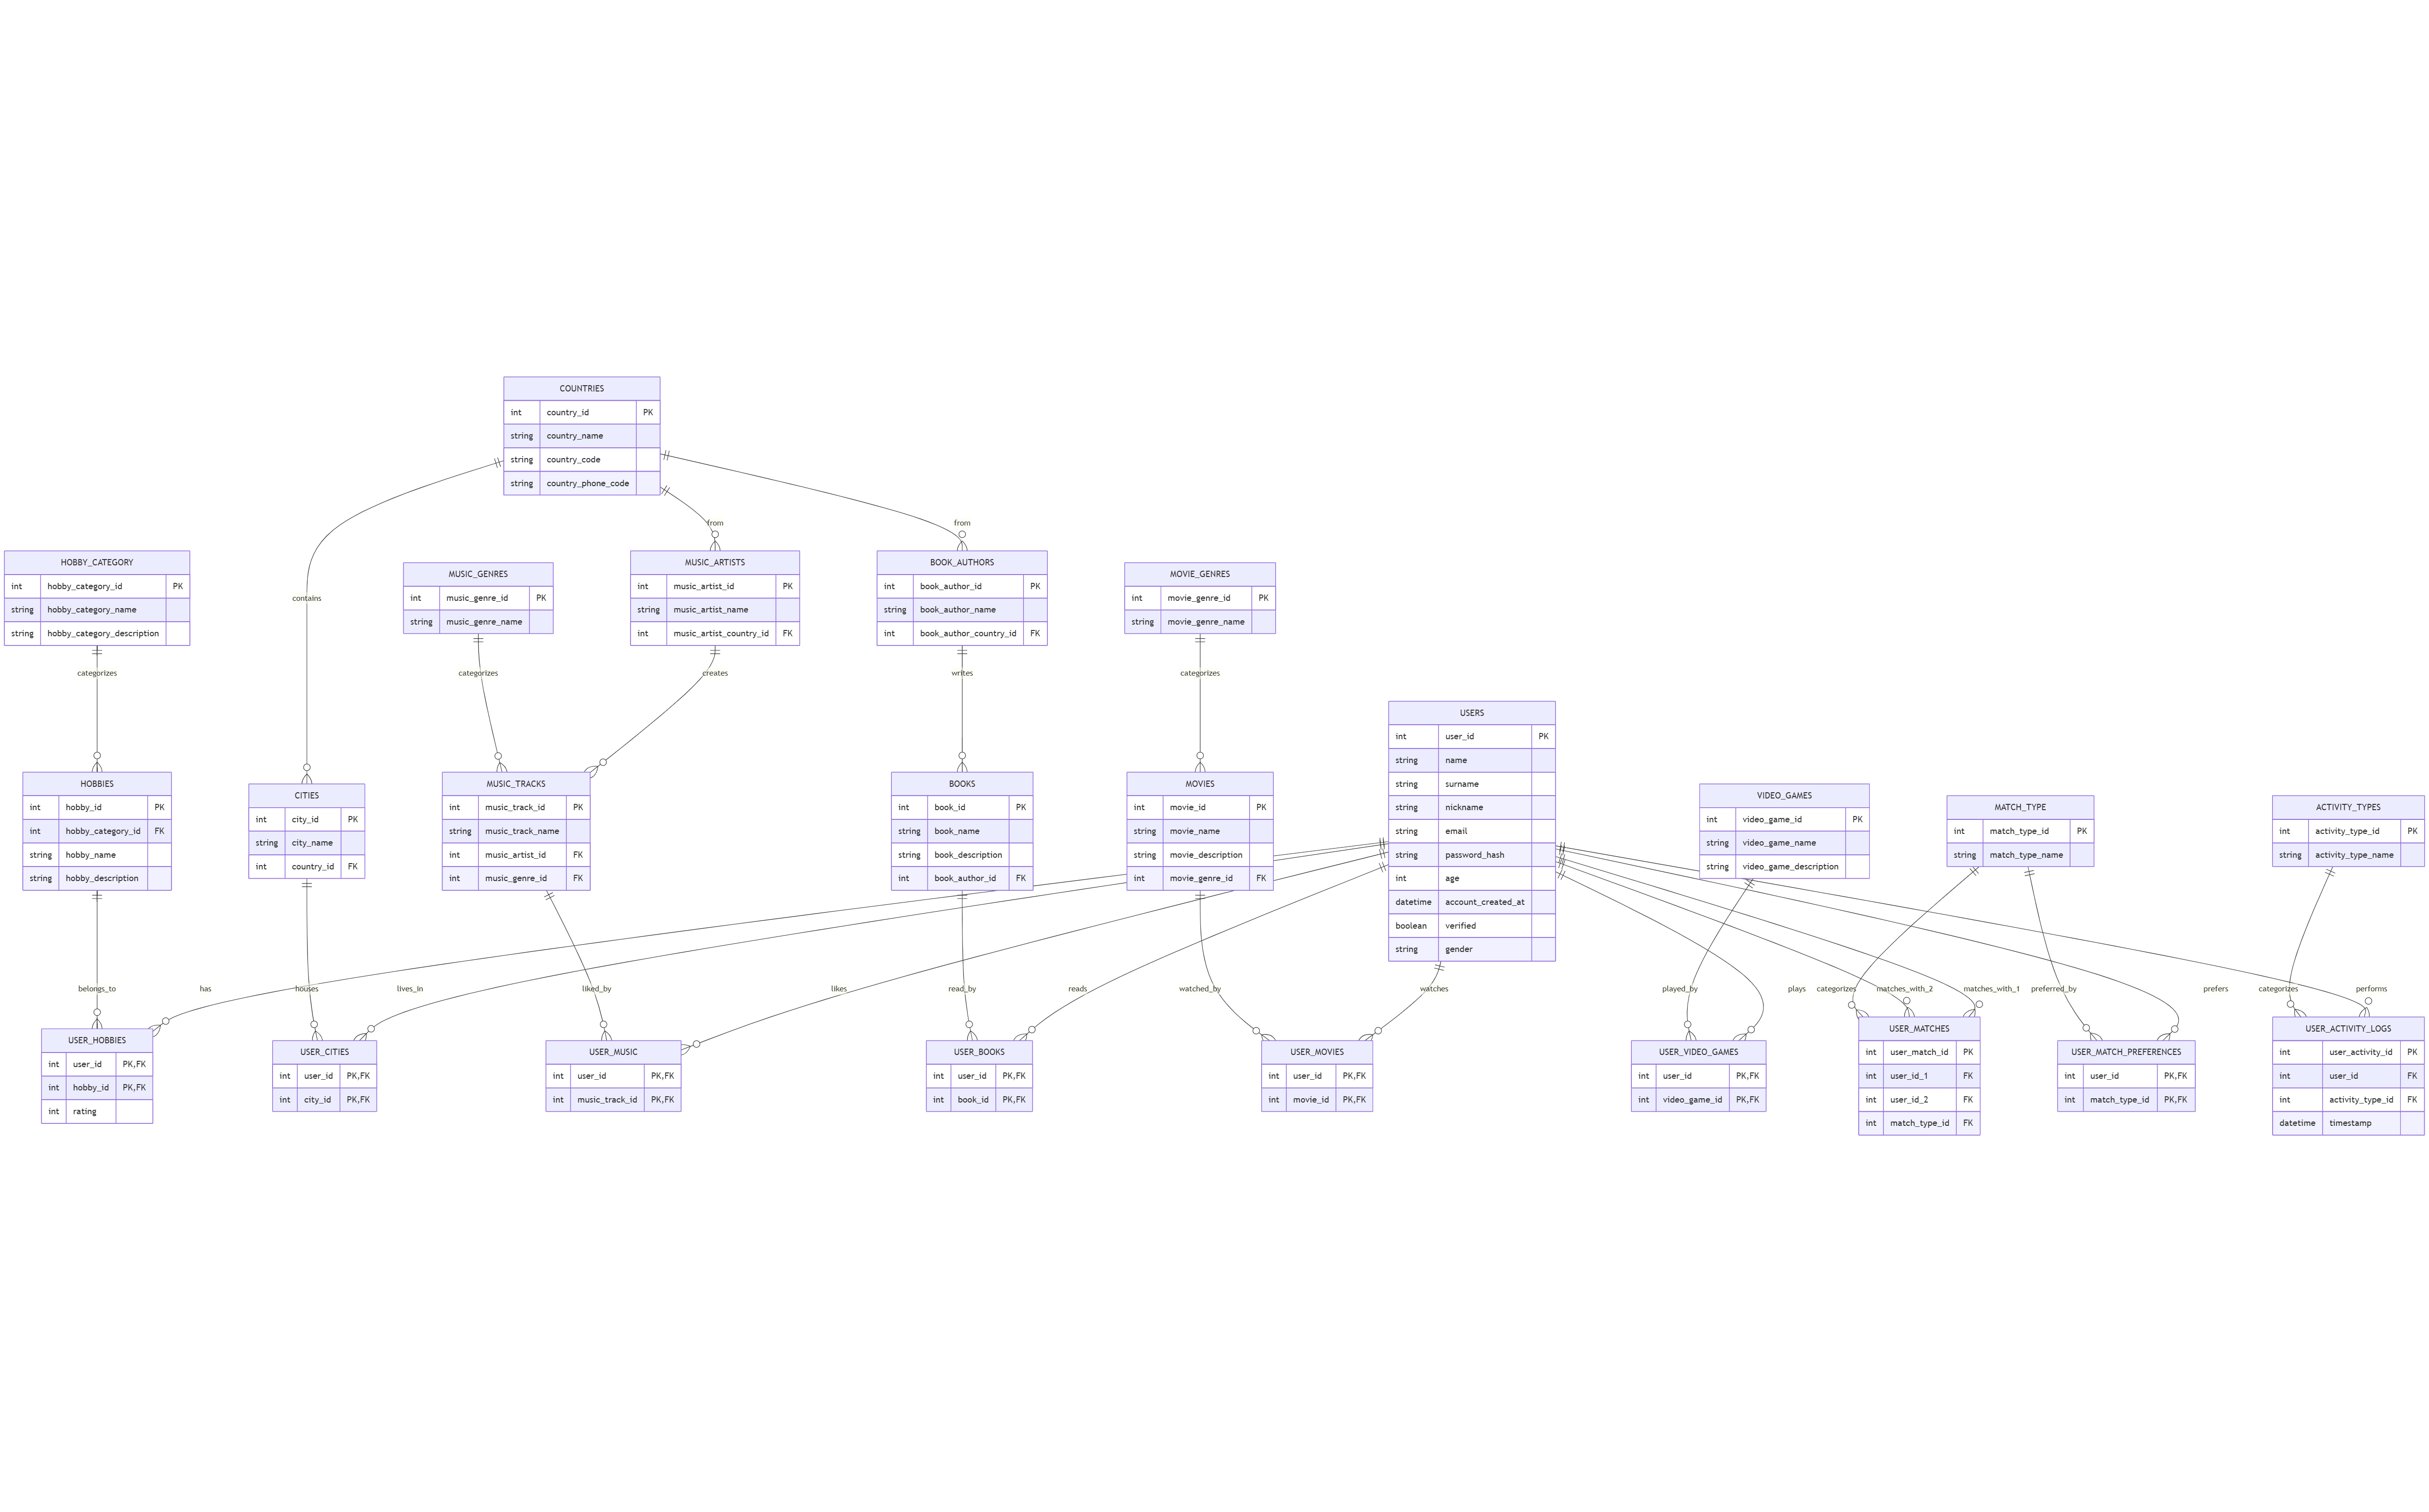 COUNTRIES
int country_id PK
string country_name
string country_code
string country_phone_code
from
from
contains
HOBBY_CATEGORY
int hobby_category_id PK
string hobby_category_name
string hobby_category_description
MUSIC_GENRES
int music_genre_id PK
string music_genre_name
MUSIC_ARTISTS
int music_artist_id PK
string music_artist_name
int music_artist_country_id FK
BOOK_AUTHORS
int book_author_id PK
string book_author_name
int book_author_country_id FK
MOVIE_GENRES
int movie_genre_id PK
string movie_genre_name
categorizes
categorizes
creates
writes
categorizes
HOBBIES
int hobby_id PK
int hobby_category_id FK
string hobby_name
string hobby_description
CITIES
int city_id PK
string city_name
int country_id FK
MUSIC_TRACKS
int music_track_id PK
string music_track_name
int music_artist_id FK
int music_genre_id FK
BOOKS
int book_id PK
string book_name
string book_description
int book_author_id FK
MOVIES
int movie_id PK
string movie_name
string movie_description
int movie_genre_id FK
USERS
int user_id PK
string name
string surname
string nickname
string email
string password_hash
int age
datetime account_created_at
boolean verified
string gender
VIDEO_GAMES
int video_game_id PK
string video_game_name
string video_game_description
MATCH_TYPE
int match_type_id PK
string match_type_name
ACTIVITY_TYPES
int activity_type_id PK
string activity_type_name
belongs_to
has
houses
lives_in
liked_by
likes
read_by
reads
watched_by
watches
played_by
plays
categorizes
matches_with_2
matches_with_1
preferred_by
prefers
categorizes
performs
USER_HOBBIES
int user_id PK,FK
int hobby_id PK,FK
int rating
USER_CITIES
int user_id PK,FK
int city_id PK,FK
USER_MUSIC
int user_id PK,FK
int music_track_id PK,FK
USER_BOOKS
int user_id PK,FK
int book_id PK,FK
USER_MOVIES
int user_id PK,FK
int movie_id PK,FK
USER_VIDEO_GAMES
int user_id PK,FK
int video_game_id PK,FK
USER_MATCHES
int user_match_id PK
int user_id_1 FK
int user_id_2 FK
int match_type_id FK
USER_MATCH_PREFERENCES
int user_id PK,FK
int match_type_id PK,FK
USER_ACTIVITY_LOGS
int user_activity_id PK
int user_id FK
int activity_type_id FK
datetime timestamp